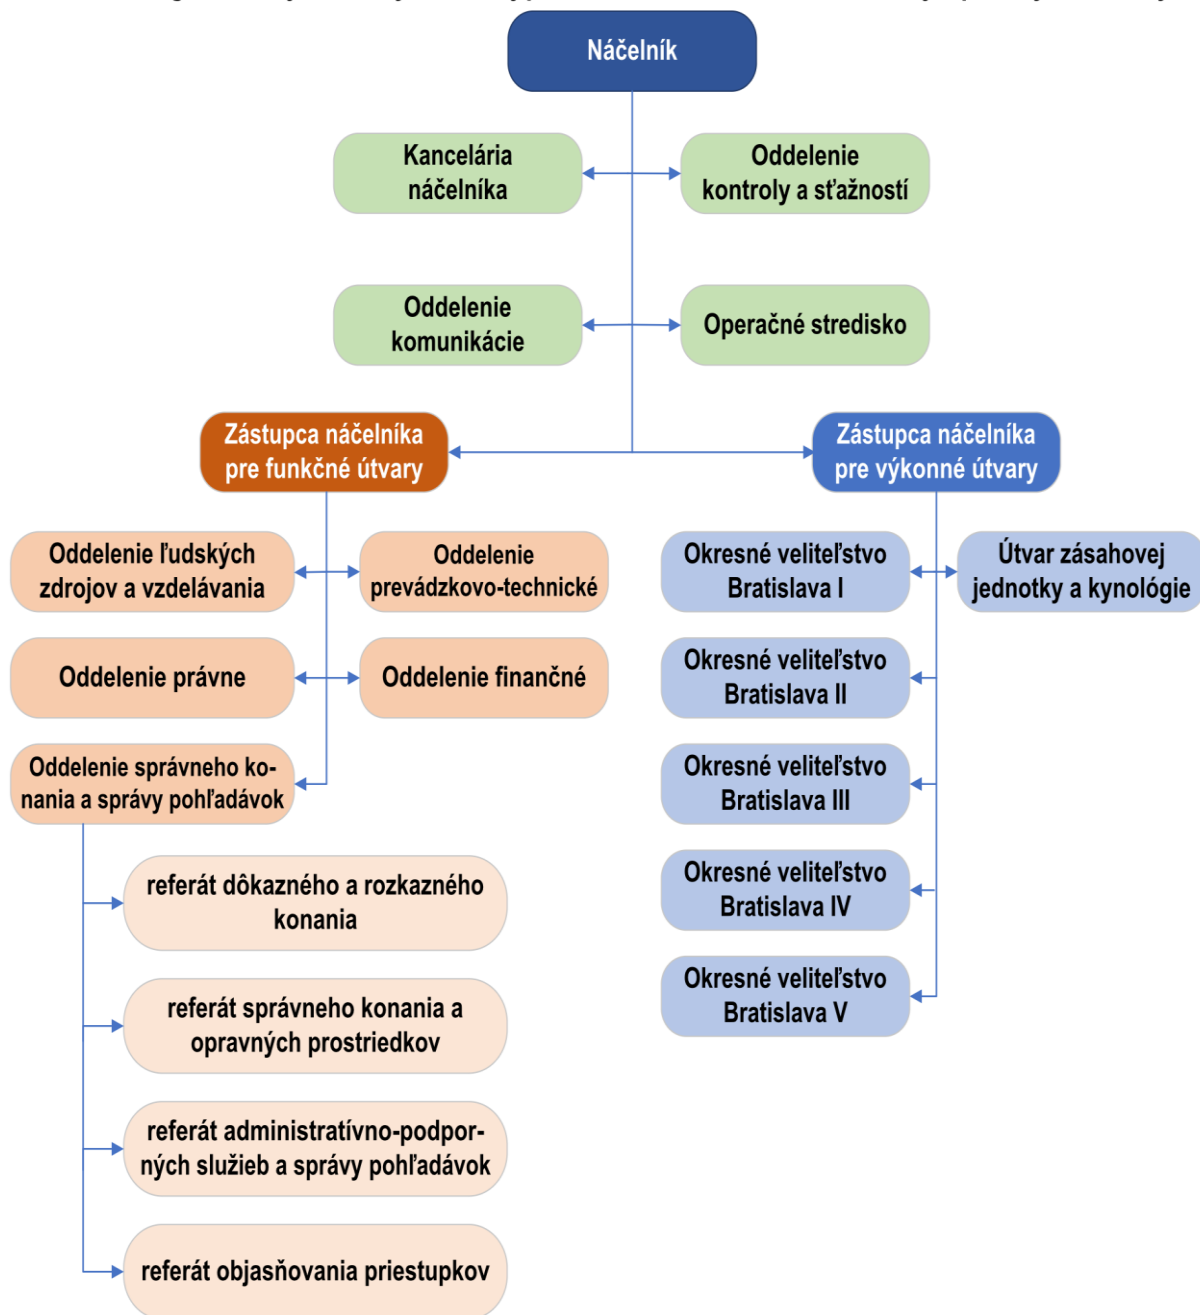 Náčelník
Kancelária
náčelníka
Oddelenie
kontroly a sťažností
Oddelenie
komunikácie
Operačné stredisko
Zástupca náčelníka
pre funkčné útvary
Zástupca náčelníka
pre výkonné útvary
Oddelenie ľudských
zdrojov a vzdelávania
Oddelenie
prevádzkovo-technické
Oddelenie právne
Oddelenie finančné
Oddelenie správneho ko-
nania a správy pohľadávok
referát dôkazného a rozkazného
konania
referát správneho konania a
opravných prostriedkov
referát administratívno-podpor-
ných služieb a správy pohľadávok
referát objasňovania priestupkov
Okresné veliteľstvo
Bratislava I
Útvar zásahovej
jednotky a kynológie
Okresné veliteľstvo
Bratislava II
Okresné veliteľstvo
Bratislava III
Okresné veliteľstvo
Bratislava IV
Okresné veliteľstvo
Bratislava V